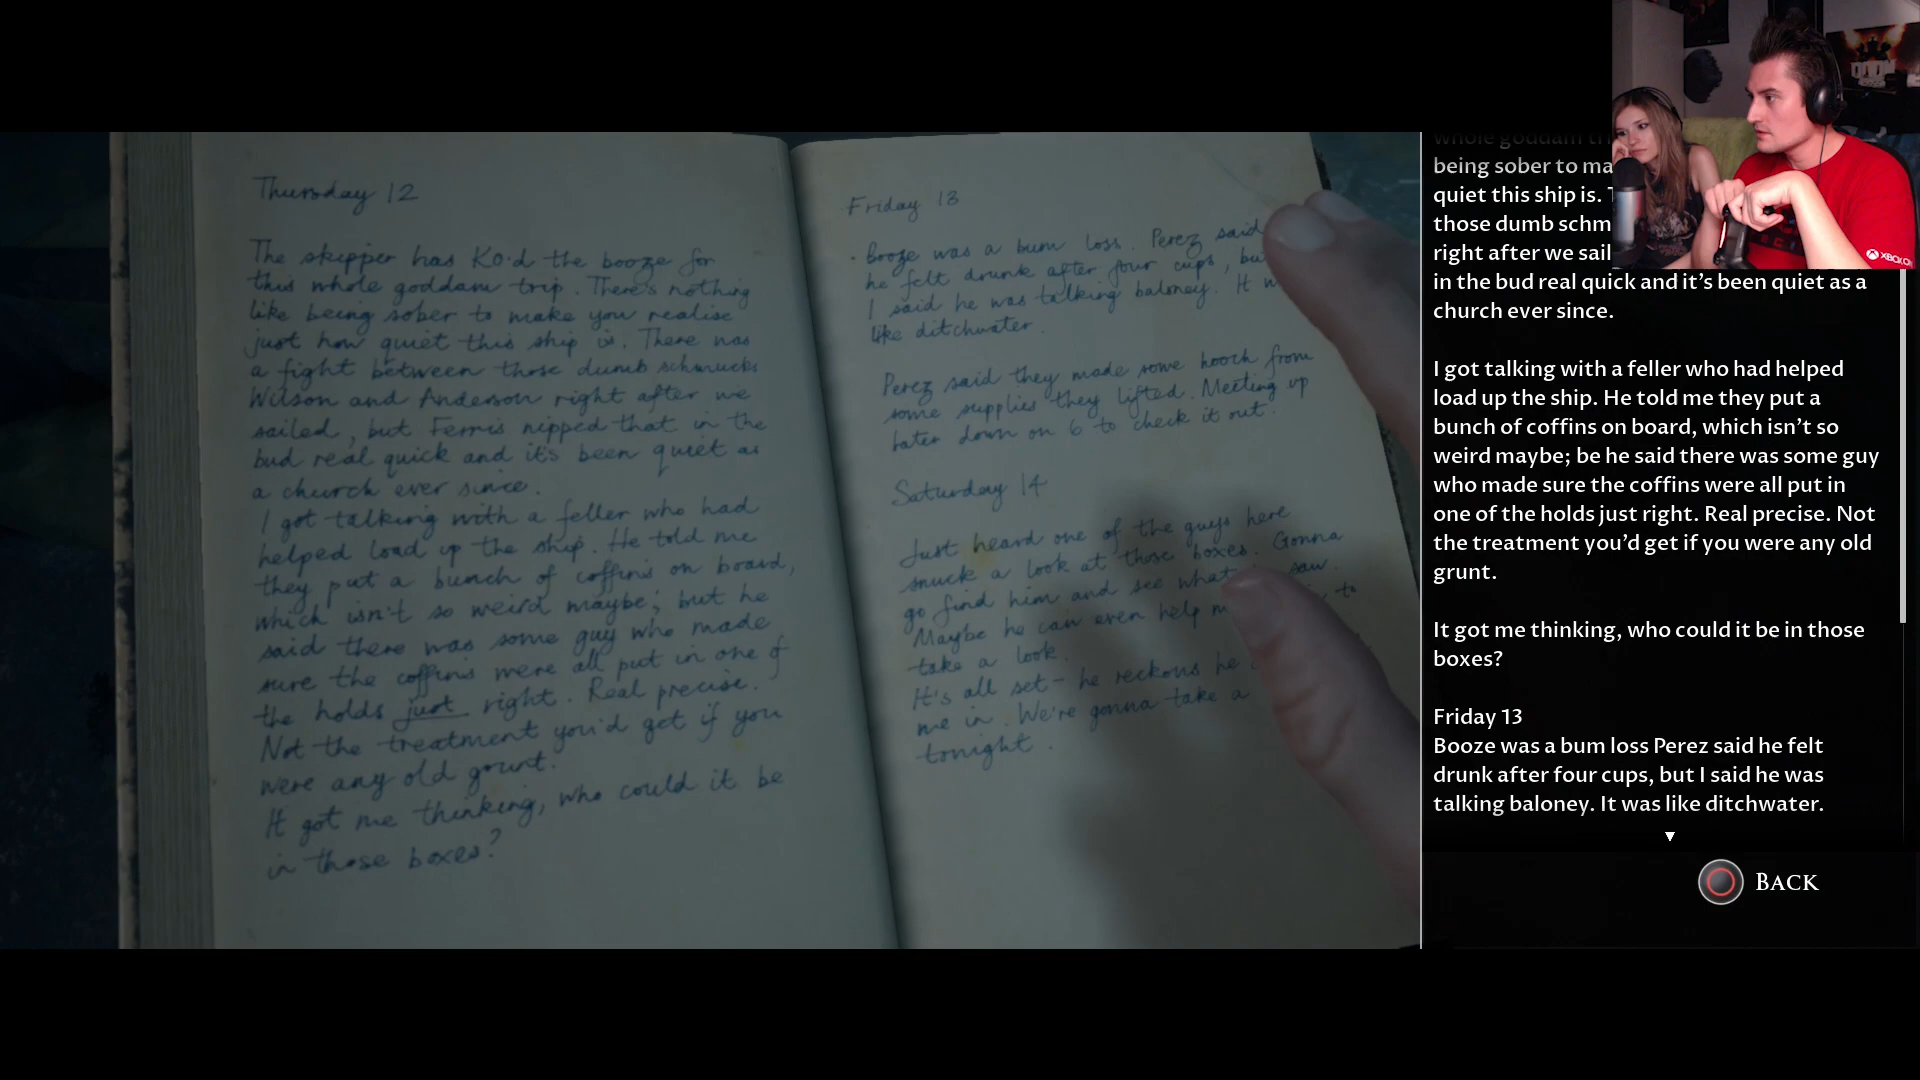 Thursday 12
The skipper has KO'd the booze for
this whole goddam trip. There's nothing
like being sober to make you realise
just how quiet this ship is. There was
a fight between those dumb schmucks
Wilson and Anderson right after we
sailed, but Ferris nipped that in the
bud real quick and it's been quiet as
a church ever since.
I got talking with a feller who had
helped load up the ship. He told me
they put a bunch of coffins on board,
which isn't so weird maybe; but he
said there was some guy who made
sure the coffins were all put in one of
the holds just right. Real precise.
Not the treatment you'd get if you
were any old grunt.
It got me thinking, who could it be
in those boxes?
Friday 13
Booze was a bum loss. Perez said
he felt drunk after four cups, bu
I said he was talking baloney. It w
like ditchwater.
Perez said they made some hooch from
some supplies they lifted. Meeting up
later down on 6 to check it out.
Saturday 14
Just heard one of the guys here
snuck a look at those boxes. Gonna
go find him and see what saw.
Maybe he can even help m to
take a look.
It's all set - he reckons he
me in. We're gonna take a
tonight.
whole goddam tr
being sober to ma
quiet this ship is. T
those dumb schm
right after we sail
in the bud real quick and it's been quiet as a
church ever since.
I got talking with a feller who had helped
load up the ship. He told me they put a
bunch of coffins on board, which isn't so
weird maybe; be he said there was some guy
who made sure the coffins were all put in
one of the holds just right. Real precise. Not
the treatment you'd get if you were any old
grunt.
It got me thinking, who could it be in those
boxes?
Friday 13
Booze was a bum loss Perez said he felt
drunk after four cups, but I said he was
talking baloney. It was like ditchwater.
BACK
XBOX ON